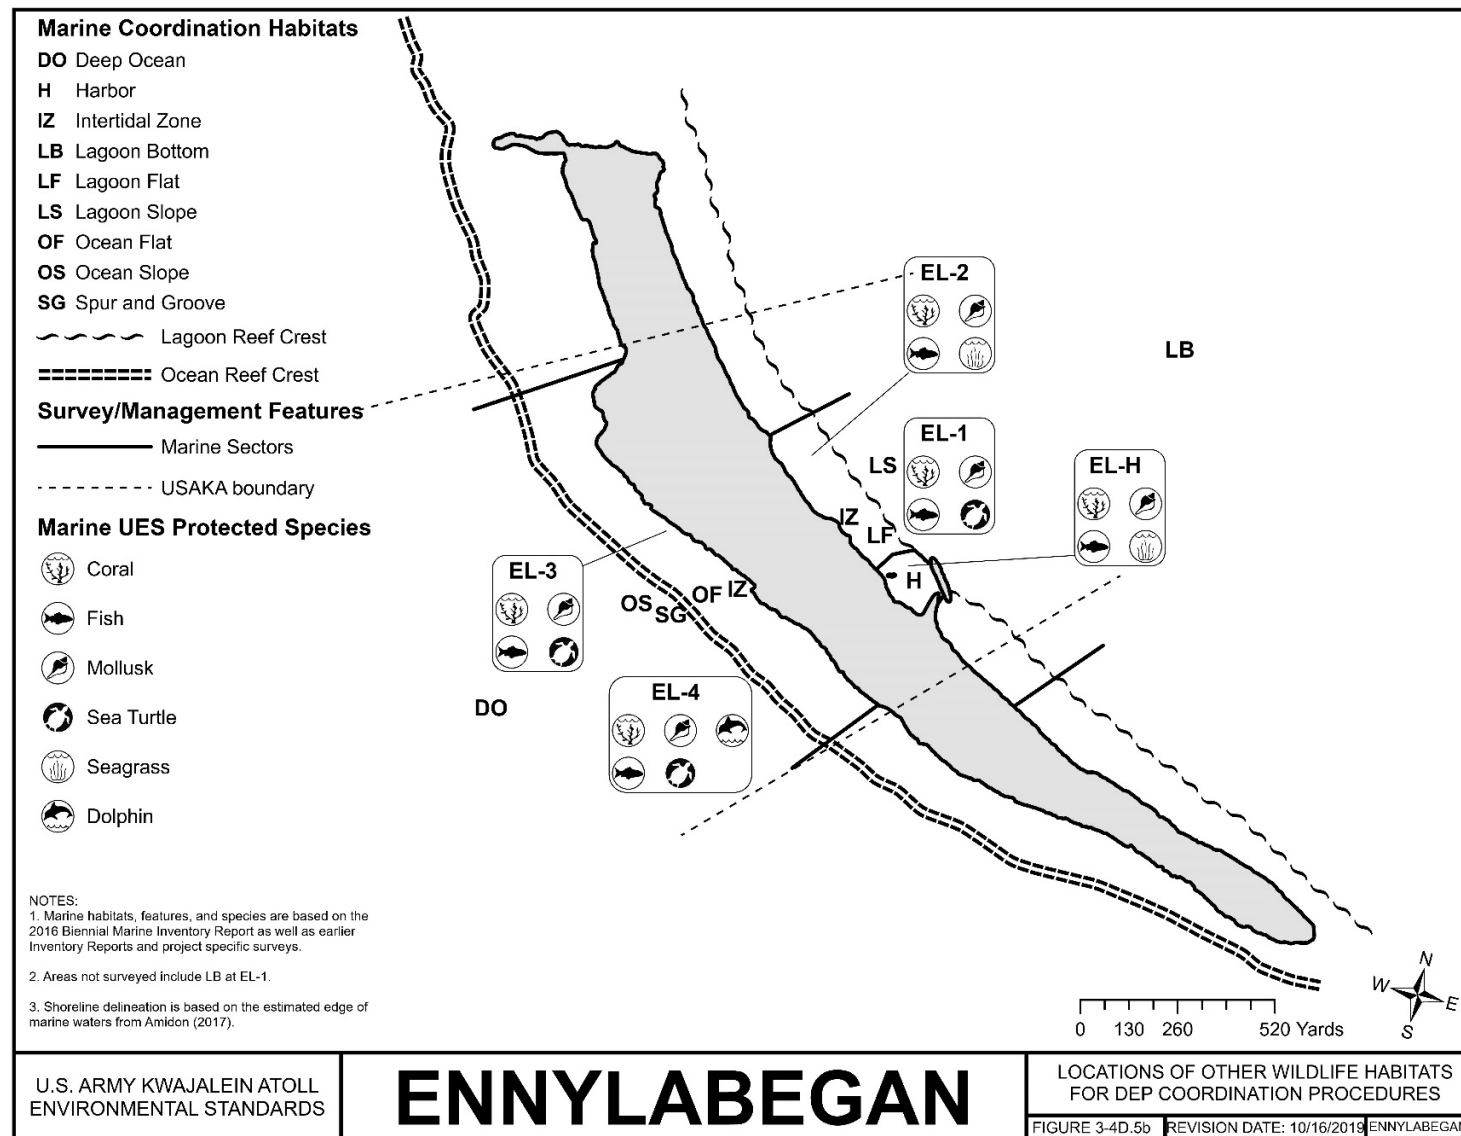 Marine Coordination Habitats
DO Deep Ocean
H Harbor
IZ Intertidal Zone
LB Lagoon Bottom
LF Lagoon Flat
LS Lagoon Slope
OF Ocean Flat
OS Ocean Slope
SG Spur and Groove
Lagoon Reef Crest
Ocean Reef Crest
Survey/Management Features
Marine Sectors
USAKA boundary
Marine UES Protected Species
Coral
Fish
Mollusk
Sea Turtle
Seagrass
Dolphin
NOTES:
1. Marine habitats, features, and species are based on the
2016 Biennial Marine Inventory Report as well as earlier
Inventory Reports and project specific surveys.
2. Areas not surveyed include LB at EL-1.
3. Shoreline delineation is based on the estimated edge of
marine waters from Amidon (2017).
EL-2
LB
EL-1
LS
EL-H
IZ
LF
H
EL-3
OS
SG
OF
IZ
EL-4
DO
N
W
E
S
0 130 260 520 Yards
U.S. ARMY KWAJALEIN ATOLL
ENVIRONMENTAL STANDARDS
ENNYLABEGAN
LOCATIONS OF OTHER WILDLIFE HABITATS
FOR DEP COORDINATION PROCEDURES
FIGURE 3-4D.5b REVISION DATE: 10/16/2019 ENNYLABEGAN